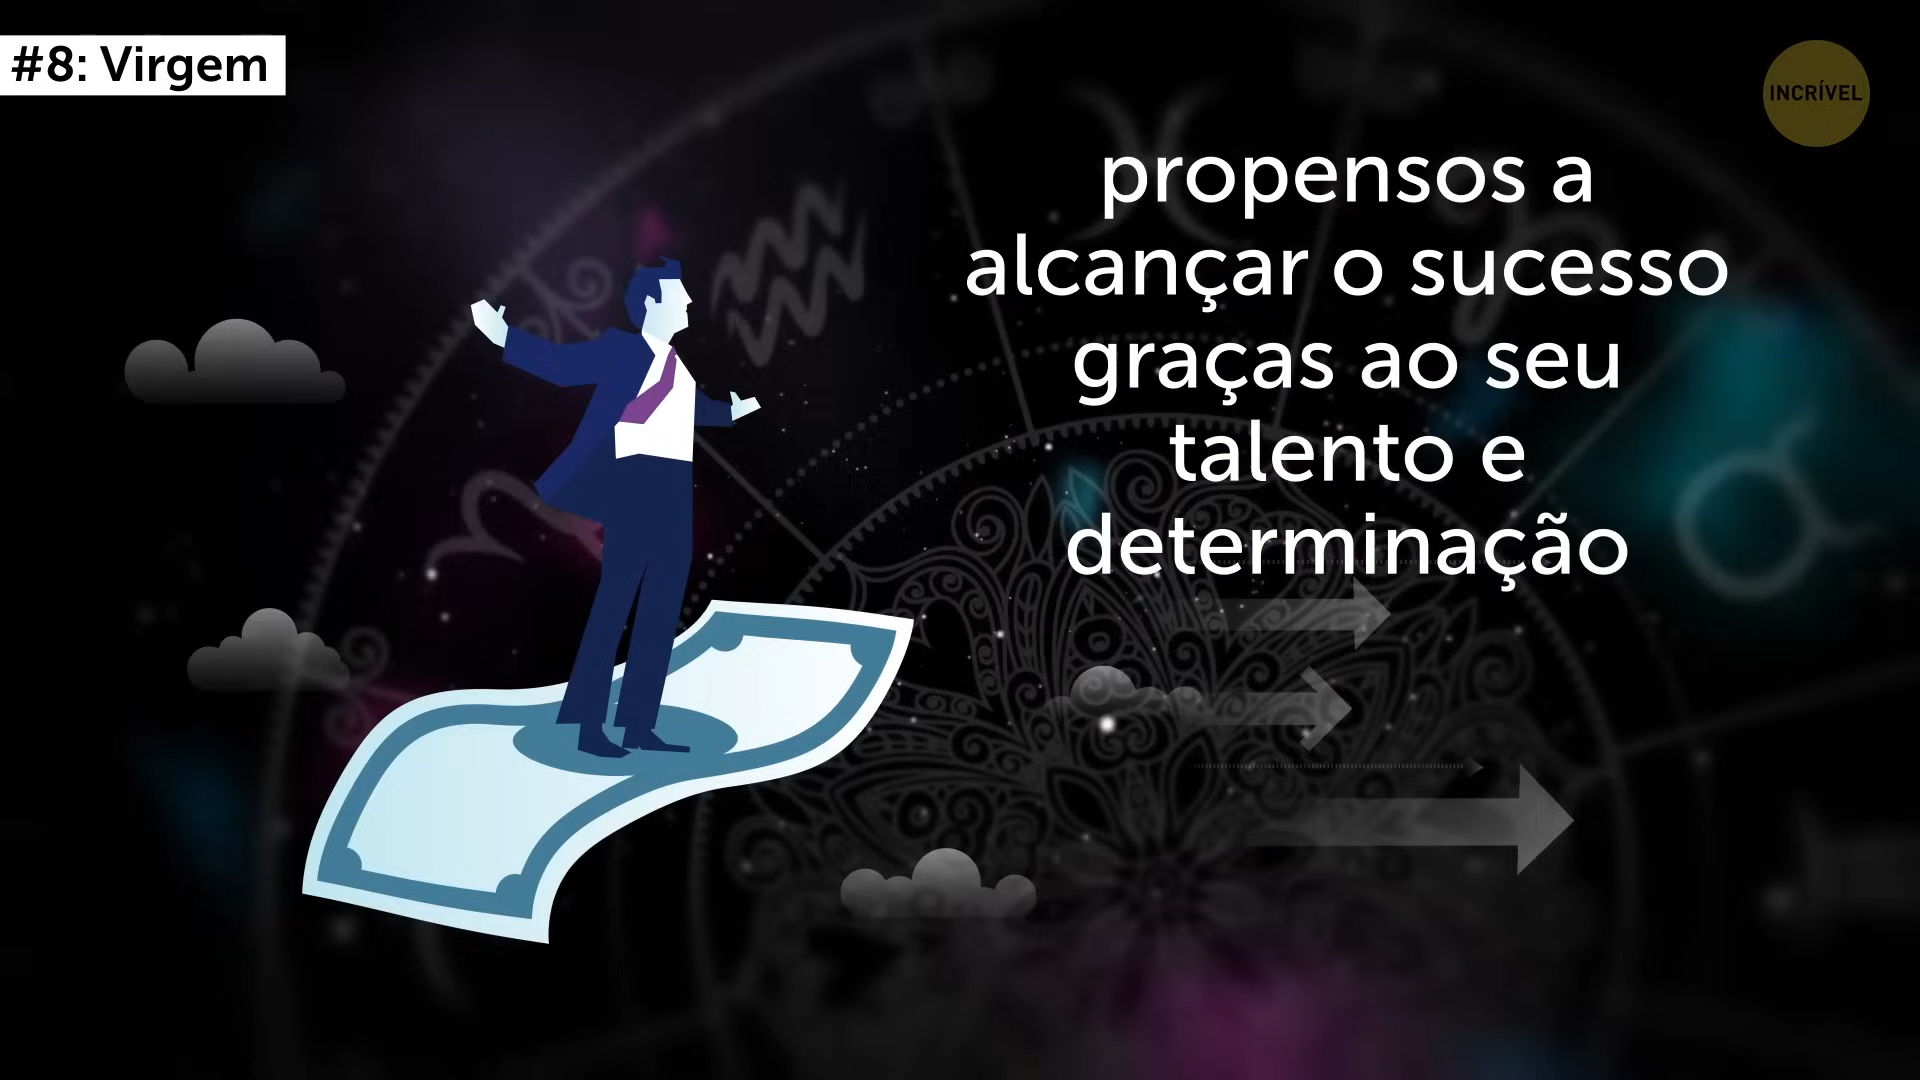 #8: Virgem
INCRÍVEL
propensos a
alcançar o sucesso
graças ao seu
talento e
determinação